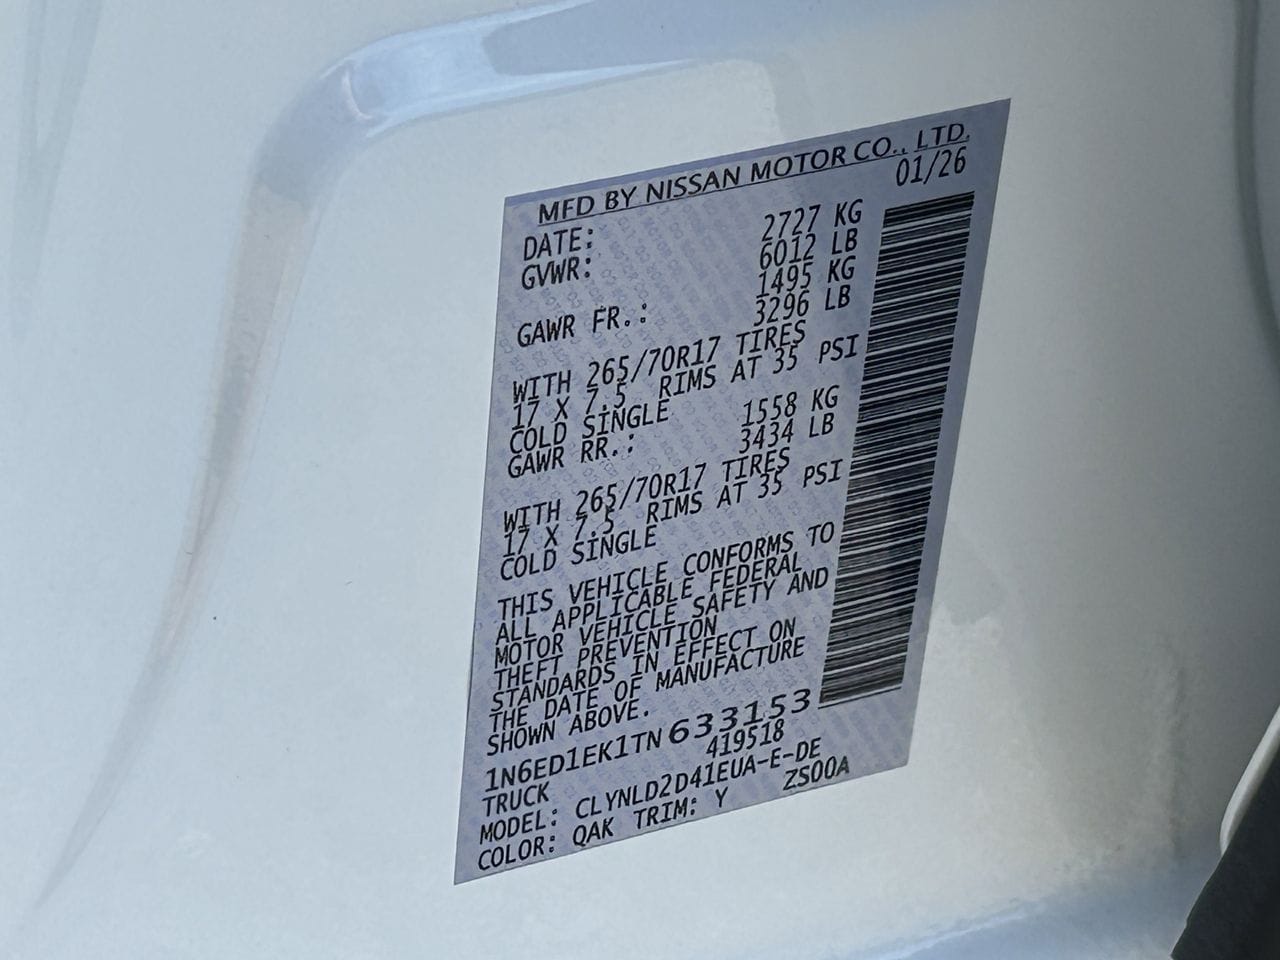 MFD BY NISSAN MOTOR CO., LTD.
DATE: 01/26
GVWR: 2727 KG
6012 LB
GAWR FR.: 1495 KG
3296 LB
WITH 265/70R17 TIRES
17 X 7.5 RIMS AT 35 PSI
COLD SINGLE
GAWR RR.: 1558 KG
3434 LB
WITH 265/70R17 TIRES
17 X 7.5 RIMS AT 35 PSI
COLD SINGLE
THIS VEHICLE CONFORMS TO
ALL APPLICABLE FEDERAL
MOTOR VEHICLE SAFETY AND
THEFT PREVENTION
STANDARDS IN EFFECT ON
THE DATE OF MANUFACTURE
SHOWN ABOVE.
1N6ED1EK1TN633153
TRUCK 419518
MODEL: CLYNLD2D41EUA-E-DE
COLOR: QAK TRIM: Y ZS00A